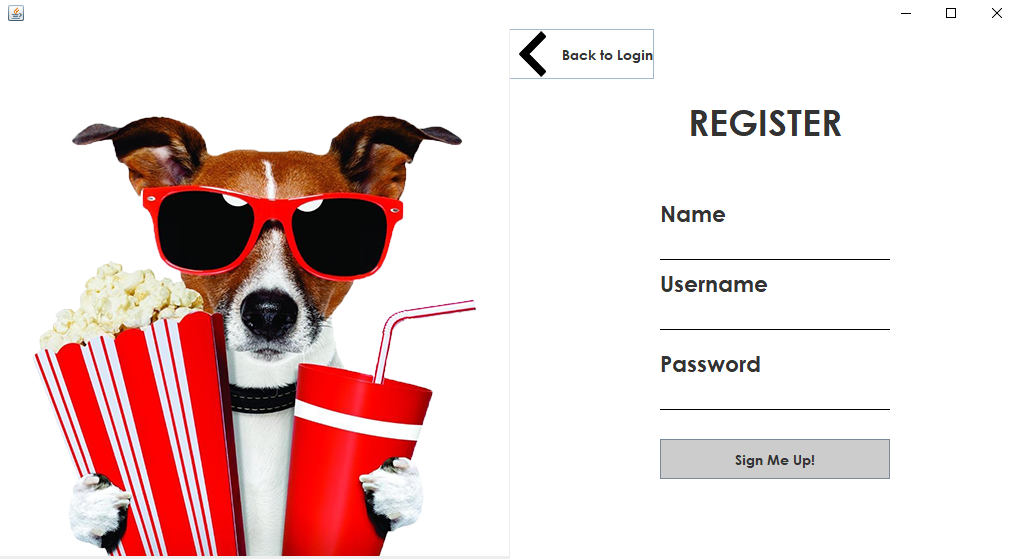 Back to Login
REGISTER
Name
Username
Password
Sign Me Up!